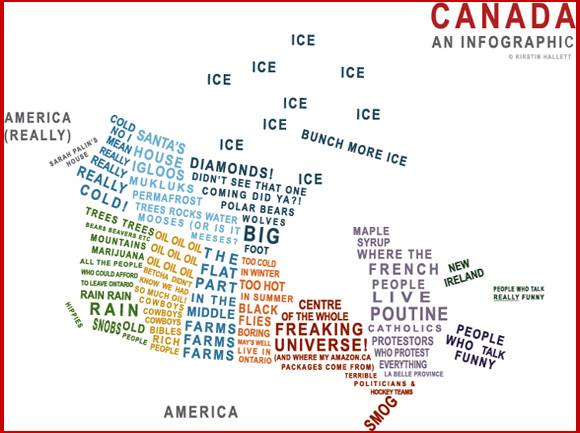 CANADA
AN INFOGRAPHIC
© KIRSTIN HALLETT
ICE
ICE
ICE
ICE
ICE
ICE
ICE
BUNCH MORE ICE
ICE
AMERICA
(REALLY)
SARAH PALIN'S
HOUSE
COLD
NO I
MEAN
REALLY
REALLY
REALLY
COLD!
SANTA'S
HOUSE
IGLOOS
MUKLUKS
PERMAFROST
TREES ROCKS WATER
MOOSES (OR IS IT
MEESES?
DIAMONDS!
DIDN'T SEE THAT ONE
COMING DID YA?!
POLAR BEARS
WOLVES
BIG
FOOT
TREES TREES
BEARS BEAVERS ETC
MOUNTAINS
MARIJUANA
ALL THE PEOPLE
WHO COULD AFFORD
TO LEAVE ONTARIO
RAIN RAIN
RAIN
SNOBS
OLD
PEOPLE
HIPPIES
OIL OIL OIL
OIL OIL OIL
OIL OIL OIL
BETCHA DIDN'T
KNOW WE HAD
SO MUCH OIL!
COWBOYS
COWBOYS
COWBOYS
BIBLES
RICH
PEOPLE
THE
FLAT
PART
IN THE
MIDDLE
FARMS
FARMS
FARMS
TOO COLD
IN WINTER
TOO HOT
IN SUMMER
BLACK
FLIES
BORING
MAY'S WELL
LIVE IN
ONTARIO
CENTRE
OF THE WHOLE
FREAKING
UNIVERSE!
(AND WHERE MY AMAZON.CA
PACKAGES COME FROM)
TERRIBLE
POLITICIANS &
HOCKEY TEAMS
SMOG
MAPLE
SYRUP
WHERE THE
FRENCH
PEOPLE
LIVE
POUTINE
CATHOLICS
PROTESTORS
WHO PROTEST
EVERYTHING
LA BELLE PROVINCE
NEW
IRELAND
PEOPLE WHO TALK
REALLY FUNNY
PEOPLE
WHO TALK
FUNNY
AMERICA